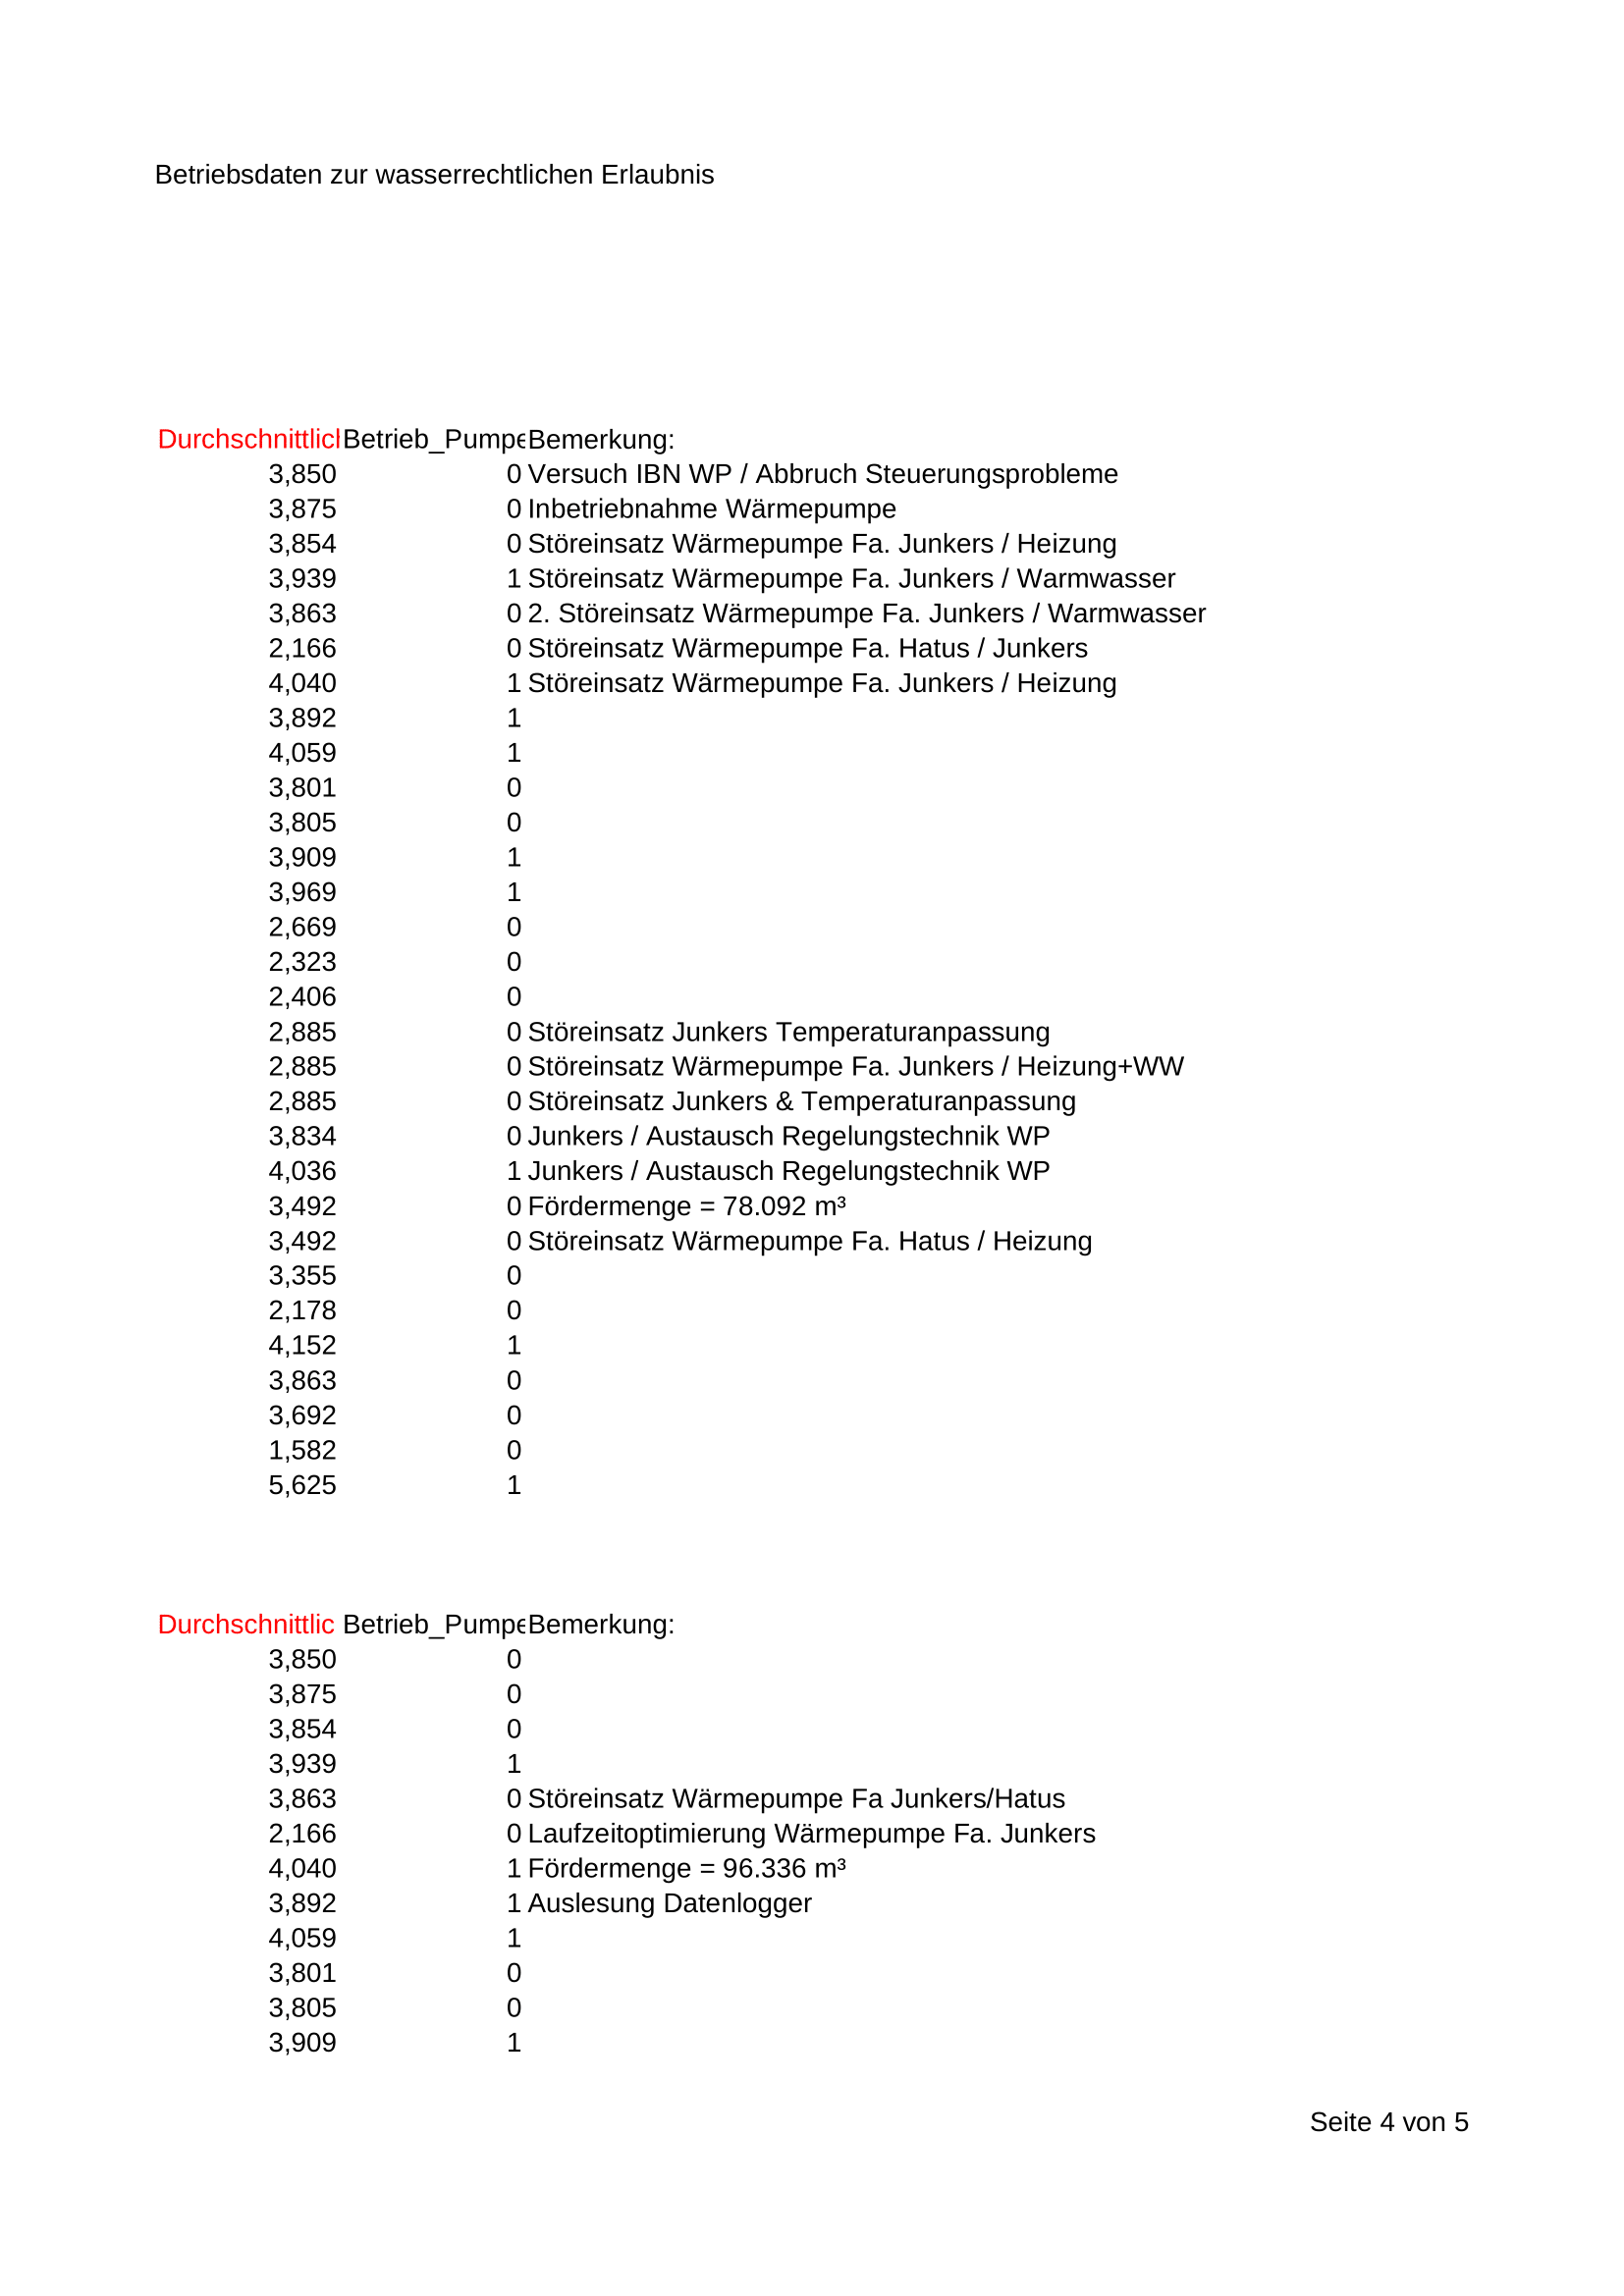 Betriebsdaten zur wasserrechtlichen Erlaubnis
Durchschnittlich Betrieb_Pumpe Bemerkung:
3,850 0 Versuch IBN WP / Abbruch Steuerungsprobleme
3,875 0 Inbetriebnahme Wärmepumpe
3,854 0 Störeinsatz Wärmepumpe Fa. Junkers / Heizung
3,939 1 Störeinsatz Wärmepumpe Fa. Junkers / Warmwasser
3,863 0 2. Störeinsatz Wärmepumpe Fa. Junkers / Warmwasser
2,166 0 Störeinsatz Wärmepumpe Fa. Hatus / Junkers
4,040 1 Störeinsatz Wärmepumpe Fa. Junkers / Heizung
3,892 1
4,059 1
3,801 0
3,805 0
3,909 1
3,969 1
2,669 0
2,323 0
2,406 0
2,885 0 Störeinsatz Junkers Temperaturanpassung
2,885 0 Störeinsatz Wärmepumpe Fa. Junkers / Heizung+WW
2,885 0 Störeinsatz Junkers & Temperaturanpassung
3,834 0 Junkers / Austausch Regelungstechnik WP
4,036 1 Junkers / Austausch Regelungstechnik WP
3,492 0 Fördermenge = 78.092 m³
3,492 0 Störeinsatz Wärmepumpe Fa. Hatus / Heizung
3,355 0
2,178 0
4,152 1
3,863 0
3,692 0
1,582 0
5,625 1
Durchschnittlic Betrieb_Pumpe Bemerkung:
3,850 0
3,875 0
3,854 0
3,939 1
3,863 0 Störeinsatz Wärmepumpe Fa Junkers/Hatus
2,166 0 Laufzeitoptimierung Wärmepumpe Fa. Junkers
4,040 1 Fördermenge = 96.336 m³
3,892 1 Auslesung Datenlogger
4,059 1
3,801 0
3,805 0
3,909 1
Seite 4 von 5